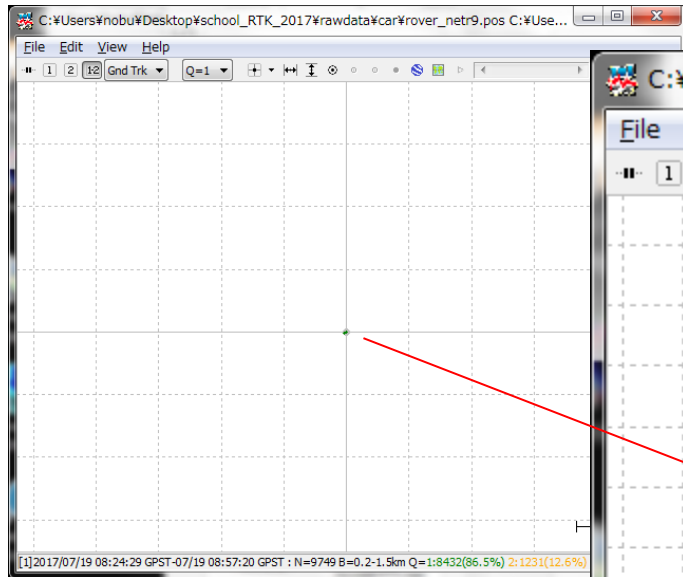 C:¥Users¥nobu¥Desktop¥school_RTK_2017¥rawdata¥car¥rover_netr9.pos C:¥Use...
File Edit View Help
1 2 1-2 Gnd Trk Q=1
[1]2017/07/19 08:24:29 GPST-07/19 08:57:20 GPST : N=9749 B=0.2-1.5km Q=1:8432(86.5%) 2:1231(12.6%)
C:¥
File
1